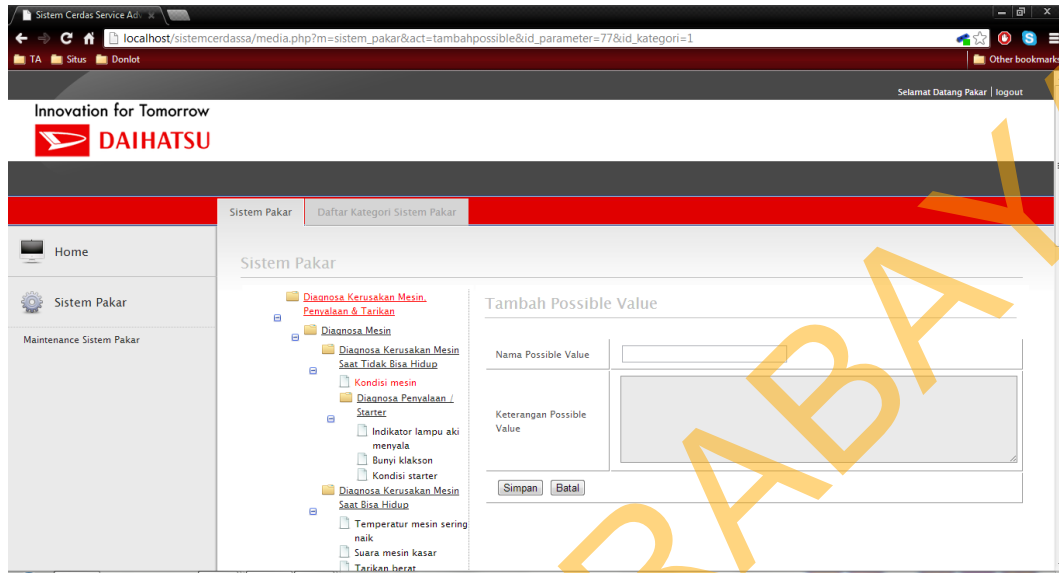 Sistem Cerdas Service Adv
localhost/sistemcerdassa/media.php?m=sistem_pakar&act=tambahpossible&id_parameter=77&id_kategori=1
TA Situs Donlot Other bookmarks
Selamat Datang Pakar | logout
Innovation for Tomorrow
DAIHATSU
Sistem Pakar Daftar Kategori Sistem Pakar
Home
Sistem Pakar
Maintenance Sistem Pakar
Sistem Pakar
Diagnosa Kerusakan Mesin,
Penyalaan & Tarikan
Diagnosa Mesin
Diagnosa Kerusakan Mesin
Saat Tidak Bisa Hidup
Kondisi mesin
Diagnosa Penyalaan /
Starter
Indikator lampu aki
menyala
Bunyi klakson
Kondisi starter
Diagnosa Kerusakan Mesin
Saat Bisa Hidup
Temperatur mesin sering
naik
Suara mesin kasar
Tarikan berat
Tambah Possible Value
Nama Possible Value
Keterangan Possible
Value
Simpan Batal